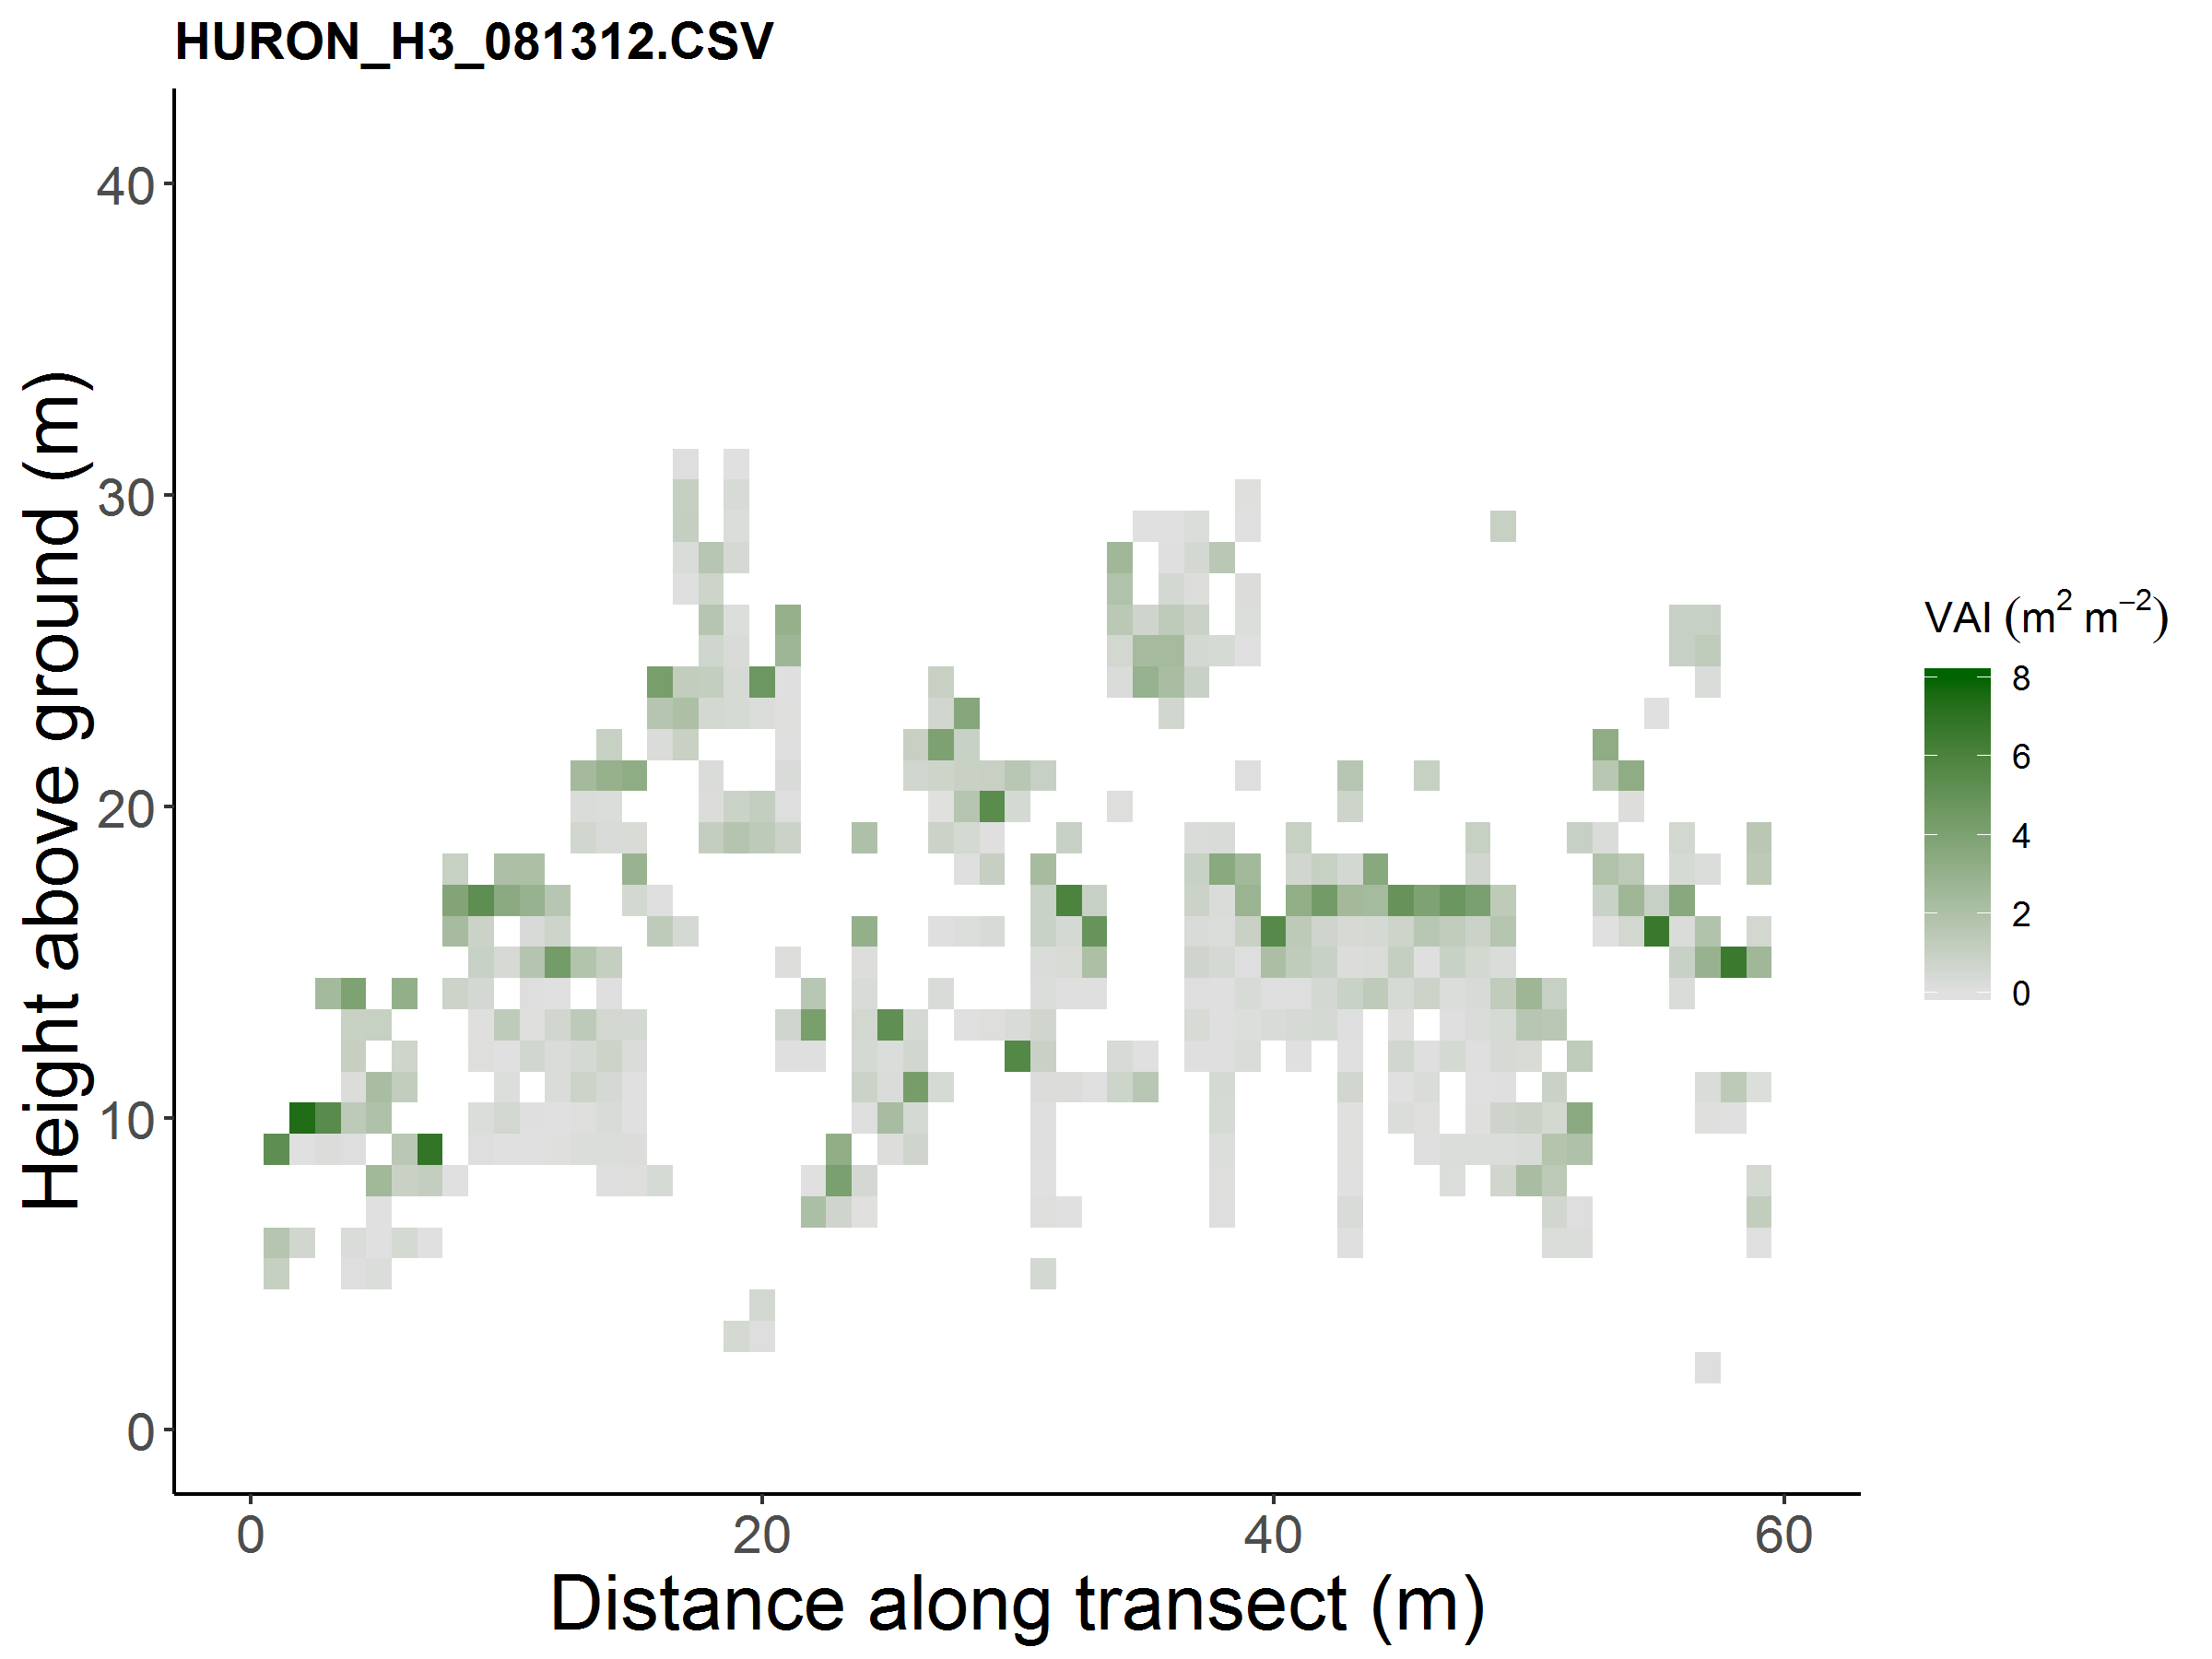 HURON_H3_081312.CSV
Height above ground (m)
40
30
20
10
0
0 20 40 60
Distance along transect (m)
VAI (m² m⁻²)
8
6
4
2
0